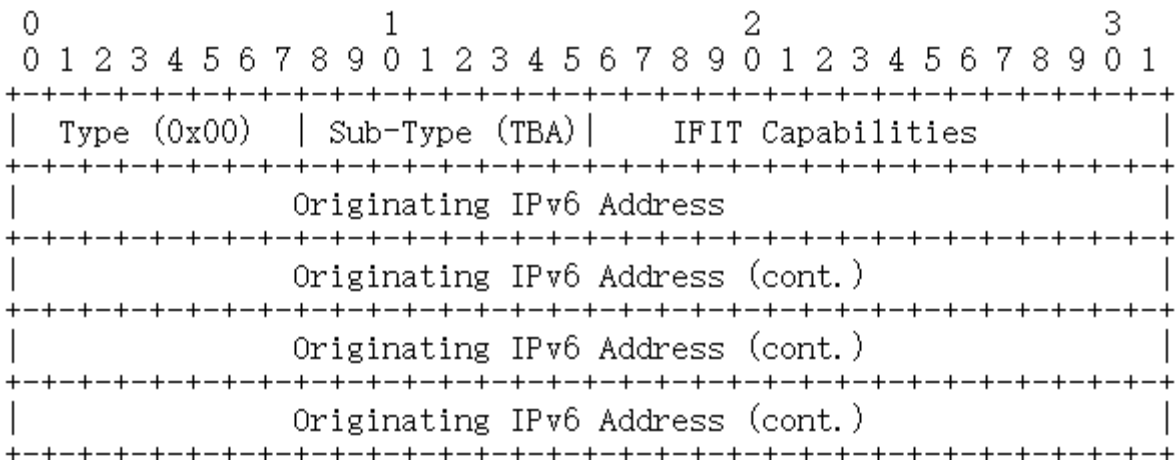 0                   1                   2                   3
0 1 2 3 4 5 6 7 8 9 0 1 2 3 4 5 6 7 8 9 0 1 2 3 4 5 6 7 8 9 0 1
+-+-+-+-+-+-+-+-+-+-+-+-+-+-+-+-+-+-+-+-+-+-+-+-+-+-+-+-+-+-+-+-+
|  Type (0x00)  | Sub-Type (TBA)|    IFIT Capabilities          |
+-+-+-+-+-+-+-+-+-+-+-+-+-+-+-+-+-+-+-+-+-+-+-+-+-+-+-+-+-+-+-+-+
|               Originating IPv6 Address                        |
+-+-+-+-+-+-+-+-+-+-+-+-+-+-+-+-+-+-+-+-+-+-+-+-+-+-+-+-+-+-+-+-+
|               Originating IPv6 Address (cont.)                |
+-+-+-+-+-+-+-+-+-+-+-+-+-+-+-+-+-+-+-+-+-+-+-+-+-+-+-+-+-+-+-+-+
|               Originating IPv6 Address (cont.)                |
+-+-+-+-+-+-+-+-+-+-+-+-+-+-+-+-+-+-+-+-+-+-+-+-+-+-+-+-+-+-+-+-+
|               Originating IPv6 Address (cont.)                |
+-+-+-+-+-+-+-+-+-+-+-+-+-+-+-+-+-+-+-+-+-+-+-+-+-+-+-+-+-+-+-+-+